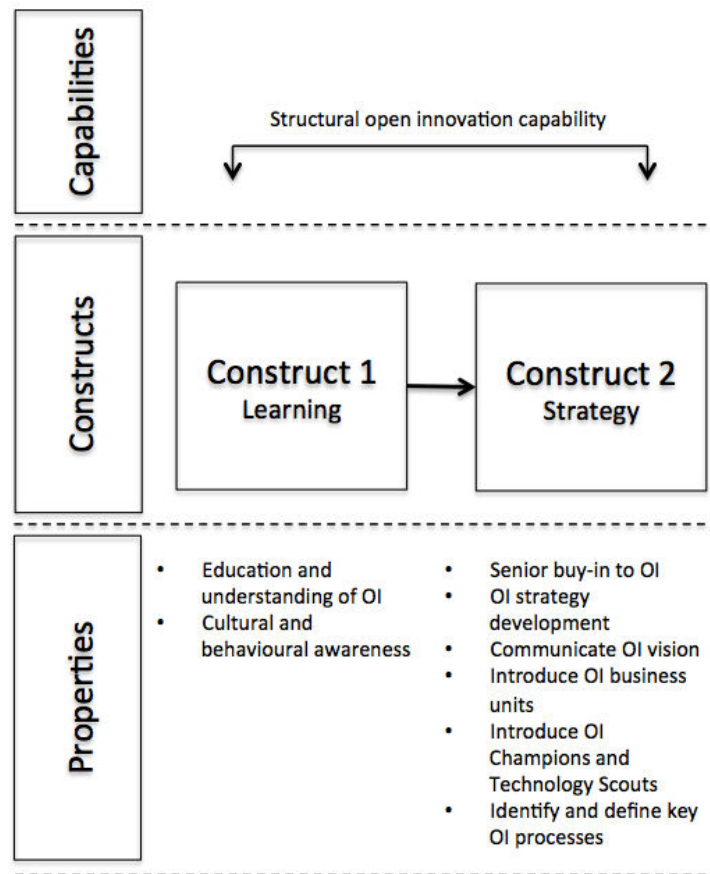 Capabilities
Structural open innovation capability
Constructs
Construct 1
Learning
Construct 2
Strategy
Properties
• Education and
understanding of OI
• Cultural and
behavioural awareness
• Senior buy-in to OI
• OI strategy
development
• Communicate OI vision
• Introduce OI business
units
• Introduce OI
Champions and
Technology Scouts
• Identify and define key
OI processes